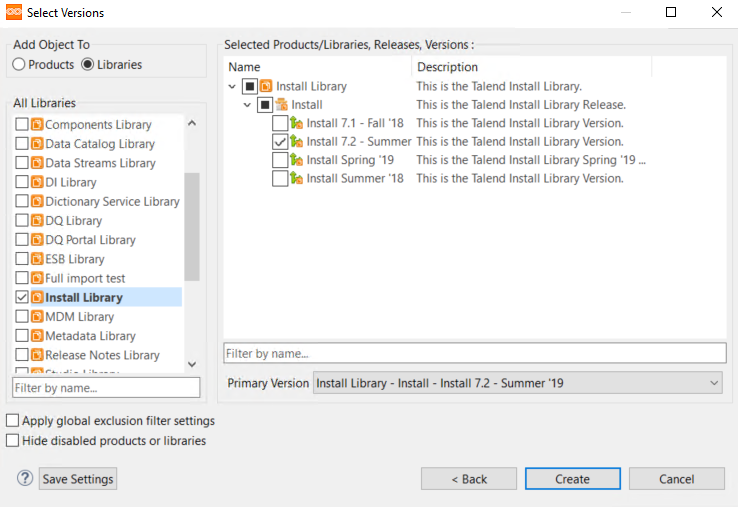 Select Versions
Add Object To
Products
Libraries
All Libraries
Components Library
Data Catalog Library
Data Streams Library
DI Library
Dictionary Service Library
DQ Library
DQ Portal Library
ESB Library
Full import test
Install Library
MDM Library
Metadata Library
Release Notes Library
Studio Library
Filter by name...
Selected Products/Libraries, Releases, Versions :
Name Description
Install Library This is the Talend Install Library.
Install This is the Talend Install Library Release.
Install 7.1 - Fall '18 This is the Talend Install Library Version.
Install 7.2 - Summer This is the Talend Install Library Version.
Install Spring '19 This is the Talend Install Library Spring '19 ...
Install Summer '18 This is the Talend Install Library Version.
Filter by name...
Primary Version Install Library - Install - Install 7.2 - Summer '19
Apply global exclusion filter settings
Hide disabled products or libraries
? Save Settings < Back Create Cancel